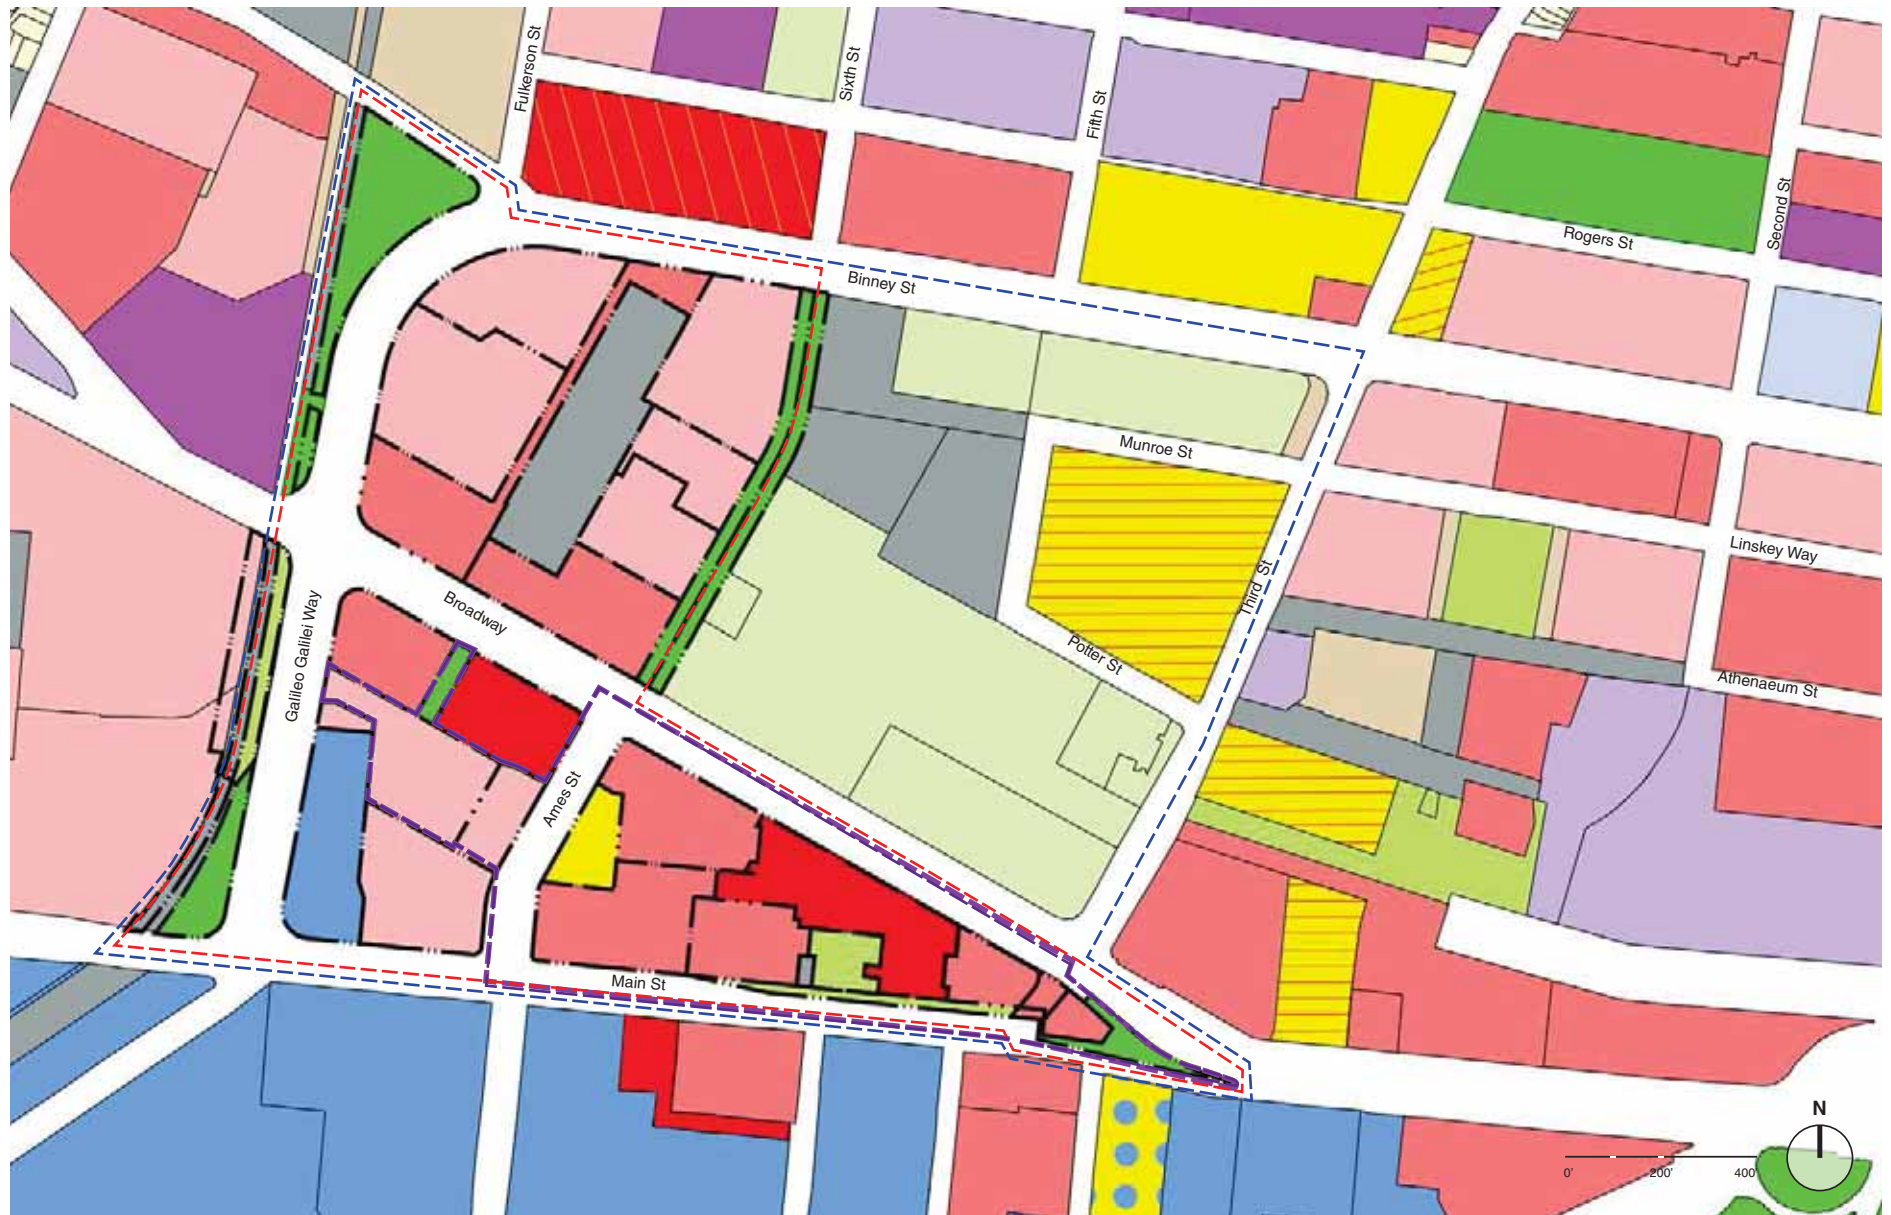 Fulkerson St
Sixth St
Fifth St
Second St
Rogers St
Binney St
Munroe St
Linskey Way
Third St
Broadway
Galileo Galilei Way
Potter St
Athenaeum St
Ames St
Main St
N
0'
200'
400'